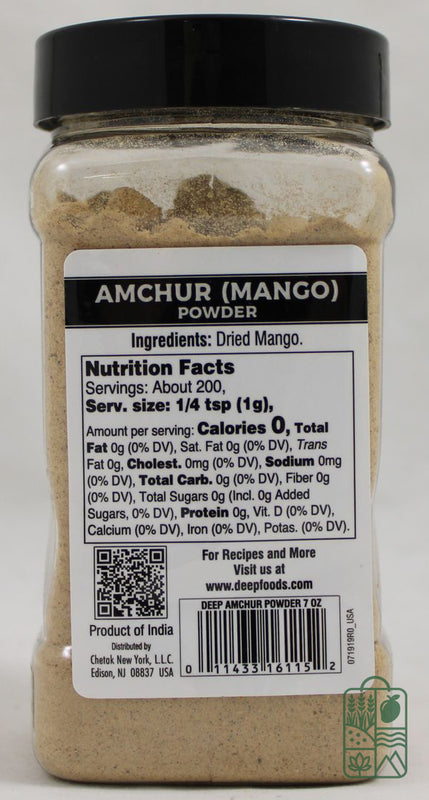 AMCHUR (MANGO)
POWDER
Ingredients: Dried Mango.
Nutrition Facts
Servings: About 200,
Serv. size: 1/4 tsp (1g),
Amount per serving: Calories 0, Total
Fat 0g (0% DV), Sat. Fat 0g (0% DV), Trans
Fat 0g, Cholest. 0mg (0% DV), Sodium 0mg
(0% DV), Total Carb. 0g (0% DV), Fiber 0g
(0% DV), Total Sugars 0g (Incl. 0g Added
Sugars, 0% DV), Protein 0g, Vit. D (0% DV),
Calcium (0% DV), Iron (0% DV), Potas. (0% DV).
For Recipes and More
Visit us at
www.deepfoods.com
Product of India
Distributed by
Chetak New York, L.L.C.
Edison, NJ 08837 USA
DEEP AMCHUR POWDER 7 OZ
0 11433 16115 2
071919R0_USA